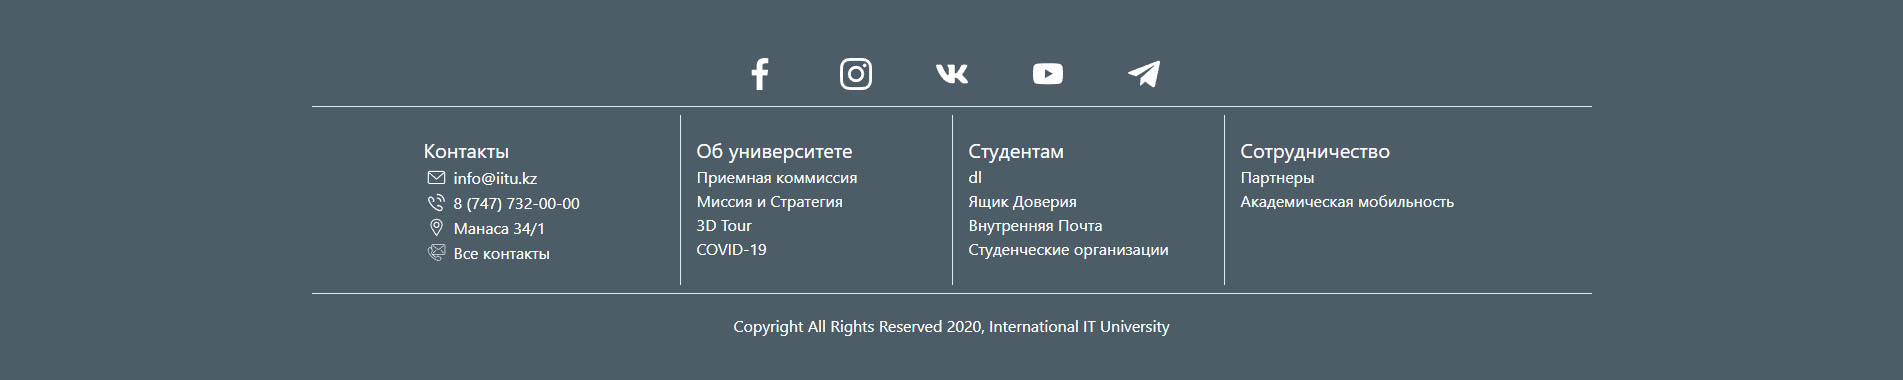 Контакты
info@iitu.kz
8 (747) 732-00-00
Манаса 34/1
Все контакты
Об университете
Приемная коммиссия
Миссия и Стратегия
3D Tour
COVID-19
Студентам
dl
Ящик Доверия
Внутренняя Почта
Студенческие организации
Сотрудничество
Партнеры
Академическая мобильность
Copyright All Rights Reserved 2020, International IT University